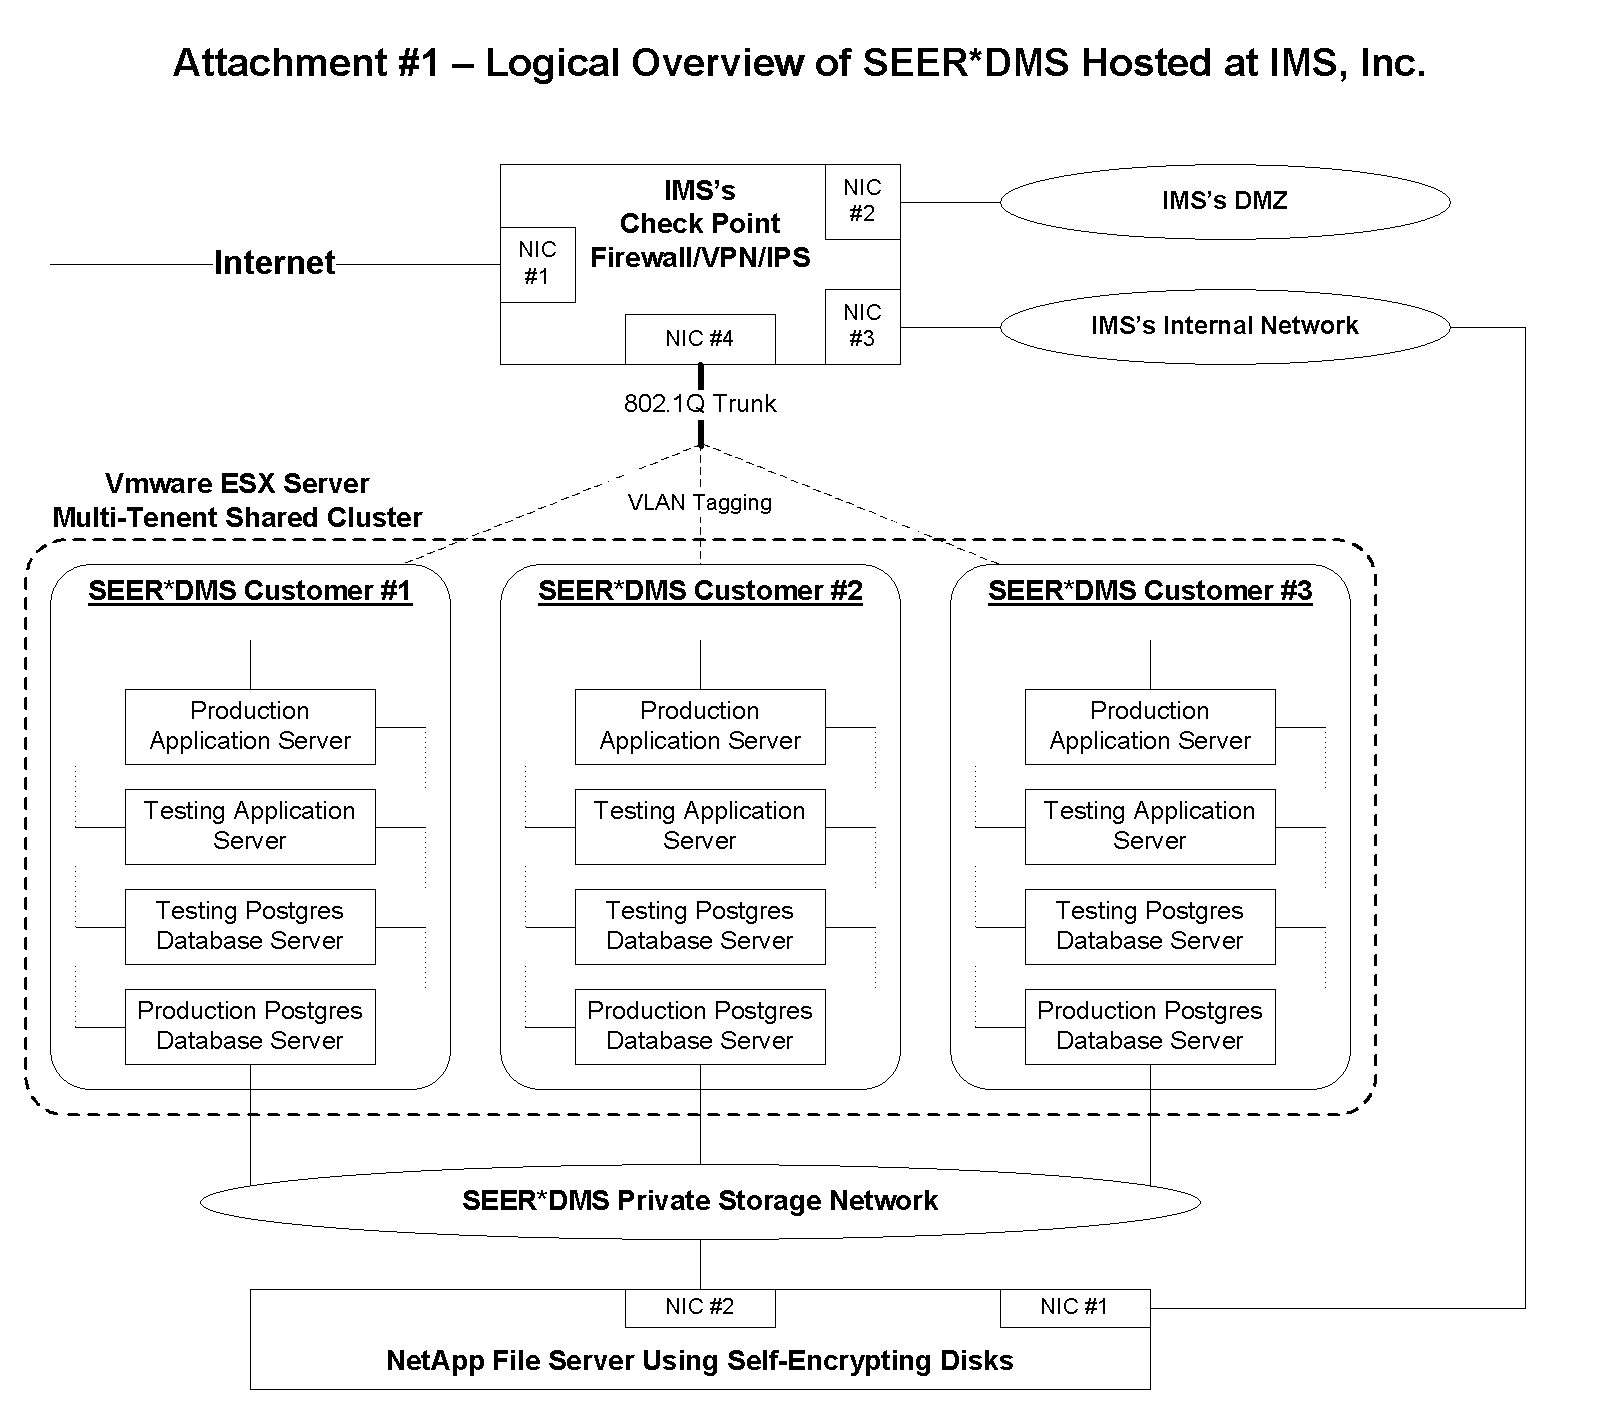 Attachment #1 – Logical Overview of SEER*DMS Hosted at IMS, Inc.
IMS's
Check Point
Firewall/VPN/IPS
NIC
#2
IMS's DMZ
Internet
NIC
#1
NIC
#3
IMS's Internal Network
NIC #4
802.1Q Trunk
VLAN Tagging
Vmware ESX Server
Multi-Tenent Shared Cluster
SEER*DMS Customer #1
Production
Application Server
Testing Application
Server
Testing Postgres
Database Server
Production Postgres
Database Server
SEER*DMS Customer #2
Production
Application Server
Testing Application
Server
Testing Postgres
Database Server
Production Postgres
Database Server
SEER*DMS Customer #3
Production
Application Server
Testing Application
Server
Testing Postgres
Database Server
Production Postgres
Database Server
SEER*DMS Private Storage Network
NIC #2
NIC #1
NetApp File Server Using Self-Encrypting Disks